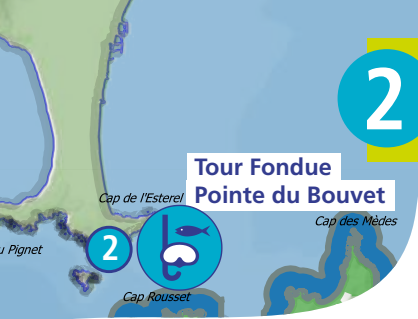 2
Tour Fondue
Pointe du Bouvet
Cap de l'Esterel
Cap des Mèdes
2
u Pignet
Cap Rousset